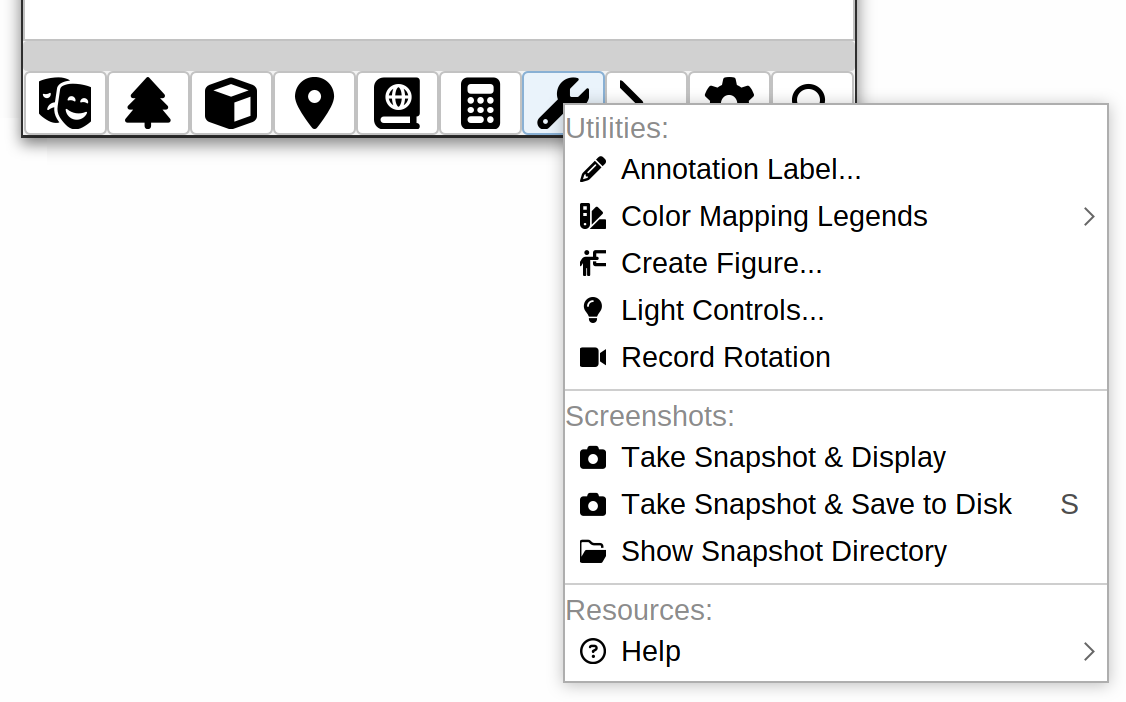 Utilities:
Annotation Label...
Color Mapping Legends
Create Figure...
Light Controls...
Record Rotation
Screenshots:
Take Snapshot & Display
Take Snapshot & Save to Disk S
Show Snapshot Directory
Resources:
Help